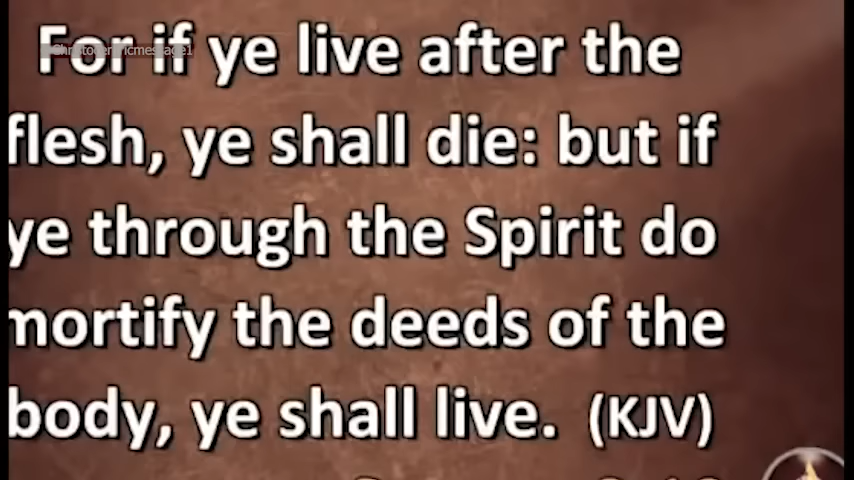 Christocentricmessage1
For if ye live after the
flesh, ye shall die: but if
ye through the Spirit do
mortify the deeds of the
body, ye shall live. (KJV)